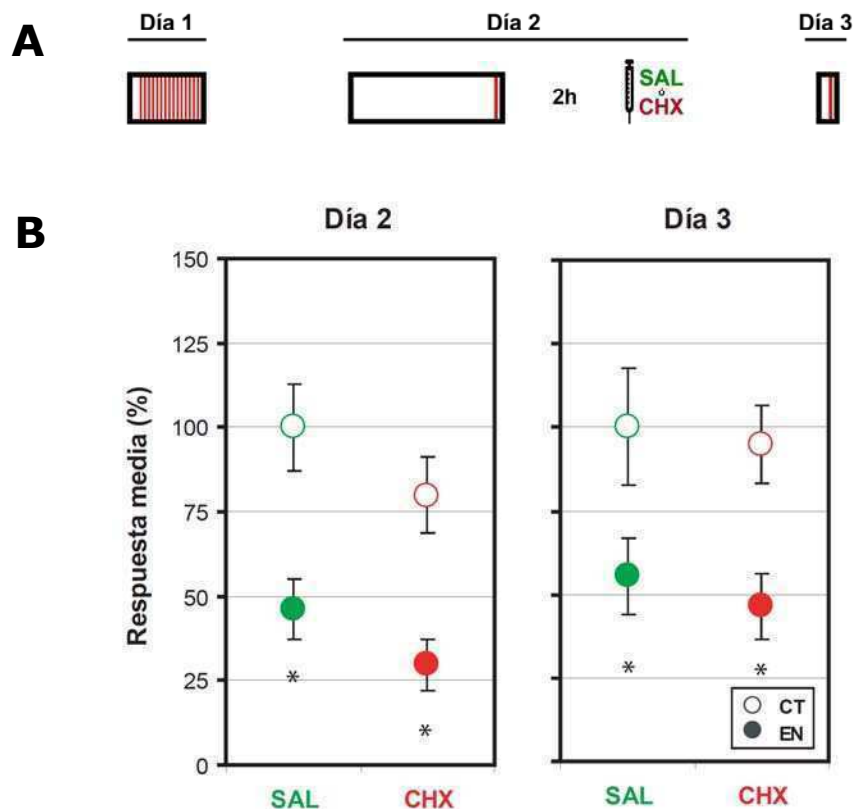 A
Día 1
Día 2
Día 3
2h
SAL
ó
CHX
B
Día 2
Día 3
Respuesta media (%)
150
125
100
75
50
25
0
*
*
*
*
CT
EN
SAL
CHX
SAL
CHX